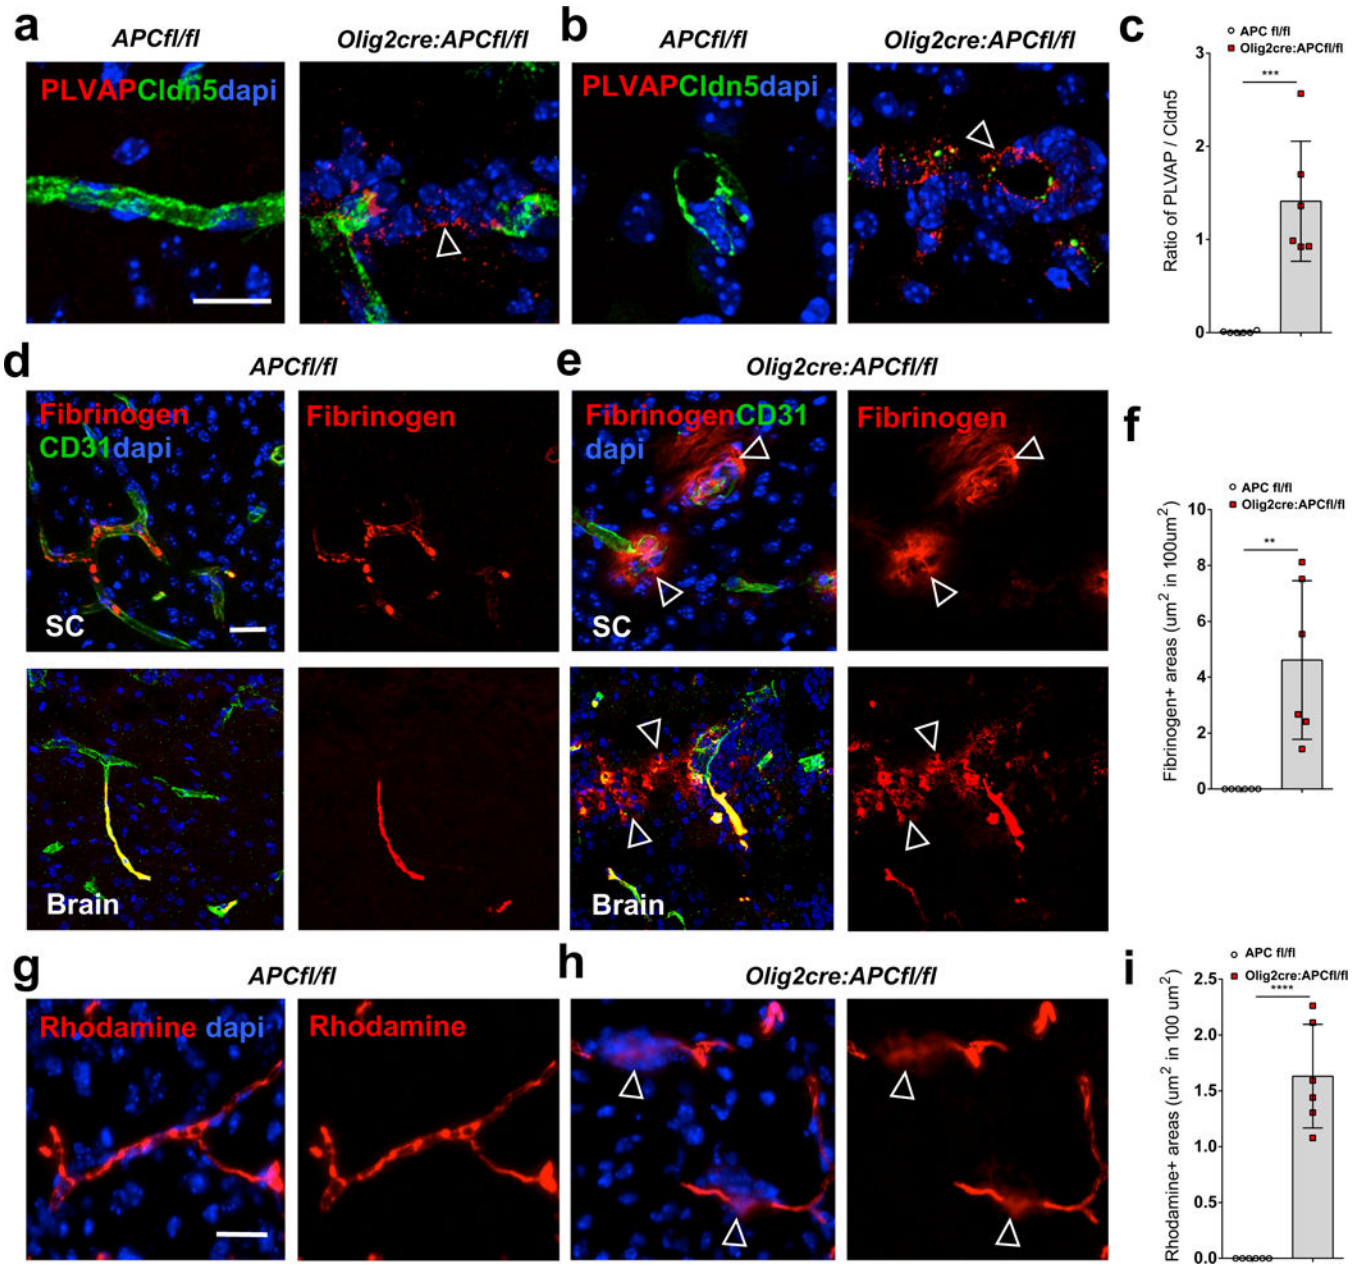 a
APCfl/fl
Olig2cre:APCfl/fl
PLVAPCldn5dapi
b
APCfl/fl
Olig2cre:APCfl/fl
PLVAPCldn5dapi
c
APC fl/fl
Olig2cre:APCfl/fl
Ratio of PLVAP / Cldn5
3
2
1
0
***
d
APCfl/fl
Fibrinogen
CD31dapi
SC
Fibrinogen
Brain
e
Olig2cre:APCfl/fl
FibrinogenCD31
dapi
SC
Fibrinogen
Brain
f
APC fl/fl
Olig2cre:APCfl/fl
Fibrinogen+ areas (um² in 100um²)
10
8
6
4
2
0
**
g
APCfl/fl
Rhodamine dapi
Rhodamine
h
Olig2cre:APCfl/fl
i
APC fl/fl
Olig2cre:APCfl/fl
Rhodamine+ areas (um² in 100 um²)
2.5
2.0
1.5
1.0
0.5
0.0
****